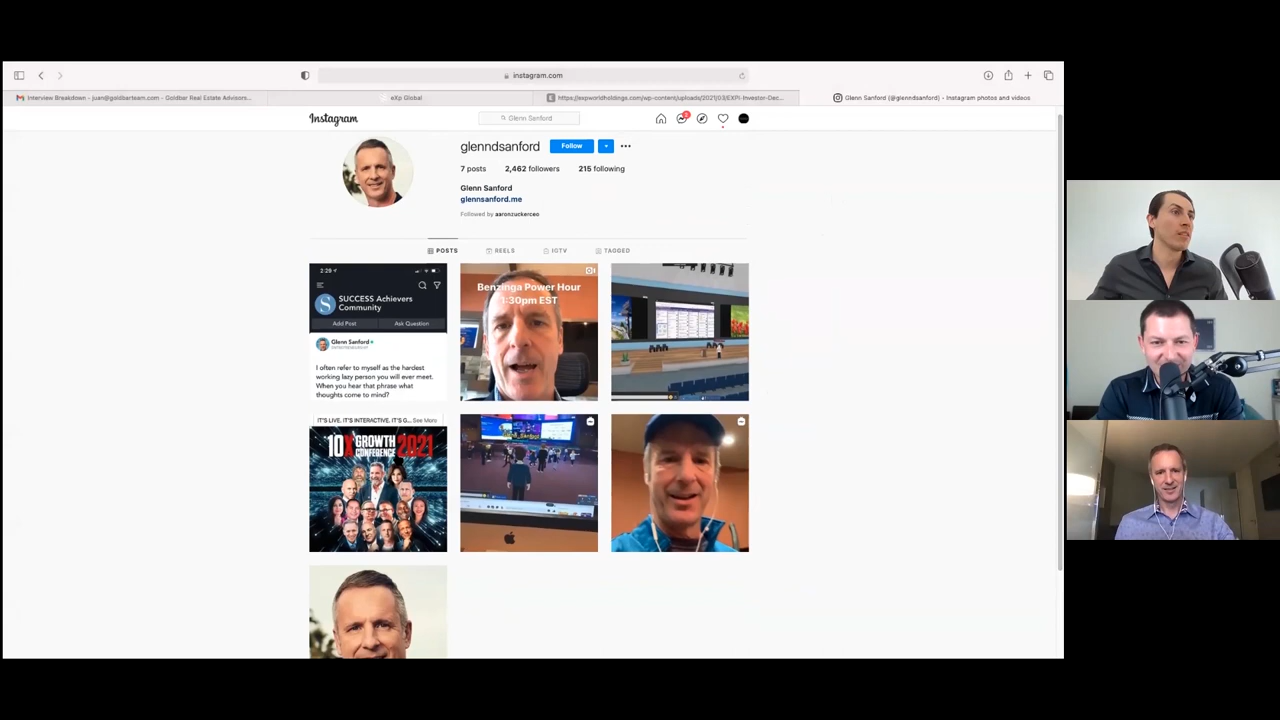 instagram.com
Interview Breakdown - juan@goldbarteam.com - Goldbar Real Estate Advisors...
eXp Global
https://expworldholdings.com/wp-content/uploads/2021/03/EXPI-Investor-Dec...
Glenn Sanford (@glenndsanford) • Instagram photos and videos
Instagram
Glenn Sanford
glenndsanford
Follow
7 posts
2,462 followers
215 following
Glenn Sanford
glennsanford.me
Followed by aaronzuckerceo
POSTS
REELS
IGTV
TAGGED
2:29
SUCCESS Achievers
Community
Add Post
Ask Question
Glenn Sanford
I often refer to myself as the hardest
working lazy person you will ever meet.
When you hear that phrase what
thoughts come to mind?
Benzinga Power Hour
1:30pm EST
IT'S LIVE. IT'S INTERACTIVE. IT'S G... See More
10X GROWTH
CONFERENCE 2021